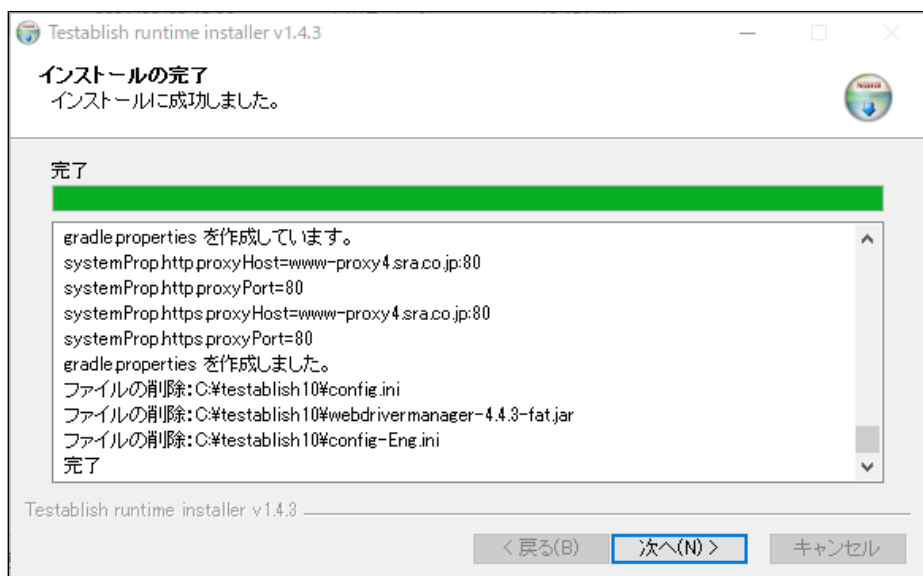 Testablish runtime installer v1.4.3
インストールの完了
インストールに成功しました。
完了
gradle.properties を作成しています。
systemProp.http.proxyHost=www-proxy4.sra.co.jp:80
systemProp.http.proxyPort=80
systemProp.https.proxyHost=www-proxy4.sra.co.jp:80
systemProp.https.proxyPort=80
gradle.properties を作成しました。
ファイルの削除:C:¥testablish10¥config.ini
ファイルの削除:C:¥testablish10¥webdrivermanager-4.4.3-fat.jar
ファイルの削除:C:¥testablish10¥config-Eng.ini
完了
Testablish runtime installer v1.4.3
< 戻る(B) 次へ(N) > キャンセル